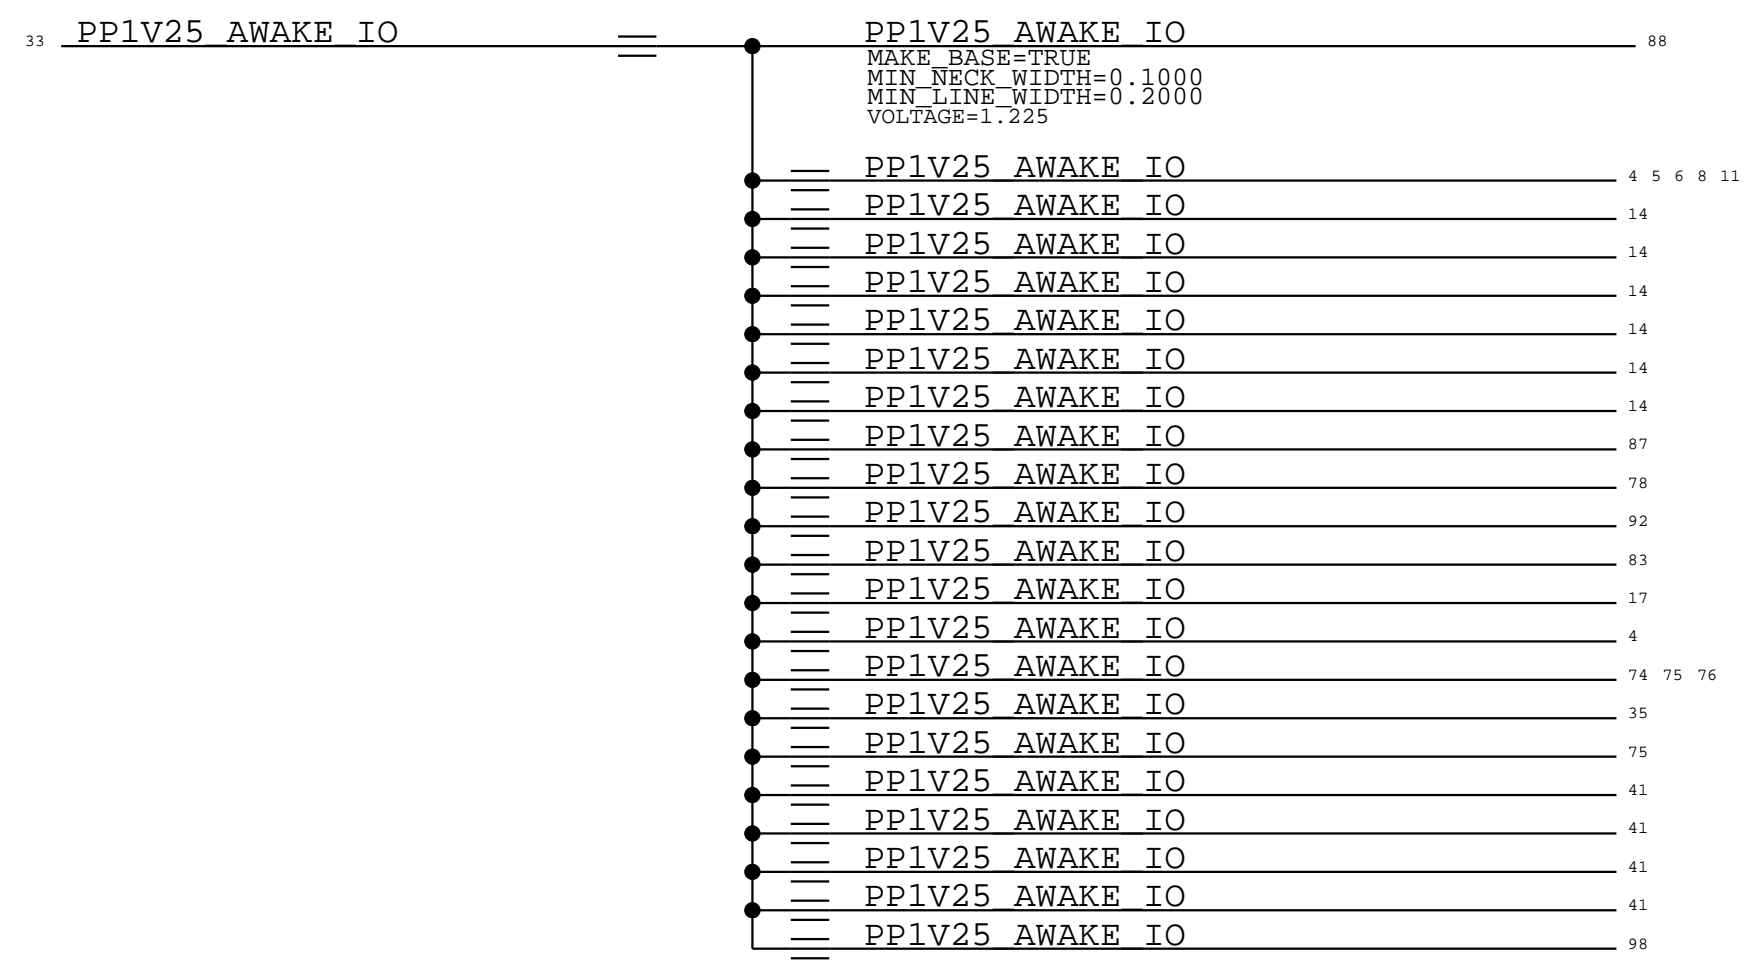 33 PP1V25_AWAKE_IO PP1V25_AWAKE_IO 88
MAKE_BASE=TRUE
MIN_NECK_WIDTH=0.1000
MIN_LINE_WIDTH=0.2000
VOLTAGE=1.225
PP1V25_AWAKE_IO 4 5 6 8 11
PP1V25_AWAKE_IO 14
PP1V25_AWAKE_IO 14
PP1V25_AWAKE_IO 14
PP1V25_AWAKE_IO 14
PP1V25_AWAKE_IO 14
PP1V25_AWAKE_IO 14
PP1V25_AWAKE_IO 87
PP1V25_AWAKE_IO 78
PP1V25_AWAKE_IO 92
PP1V25_AWAKE_IO 83
PP1V25_AWAKE_IO 17
PP1V25_AWAKE_IO 4
PP1V25_AWAKE_IO 74 75 76
PP1V25_AWAKE_IO 35
PP1V25_AWAKE_IO 75
PP1V25_AWAKE_IO 41
PP1V25_AWAKE_IO 41
PP1V25_AWAKE_IO 41
PP1V25_AWAKE_IO 41
PP1V25_AWAKE_IO 98